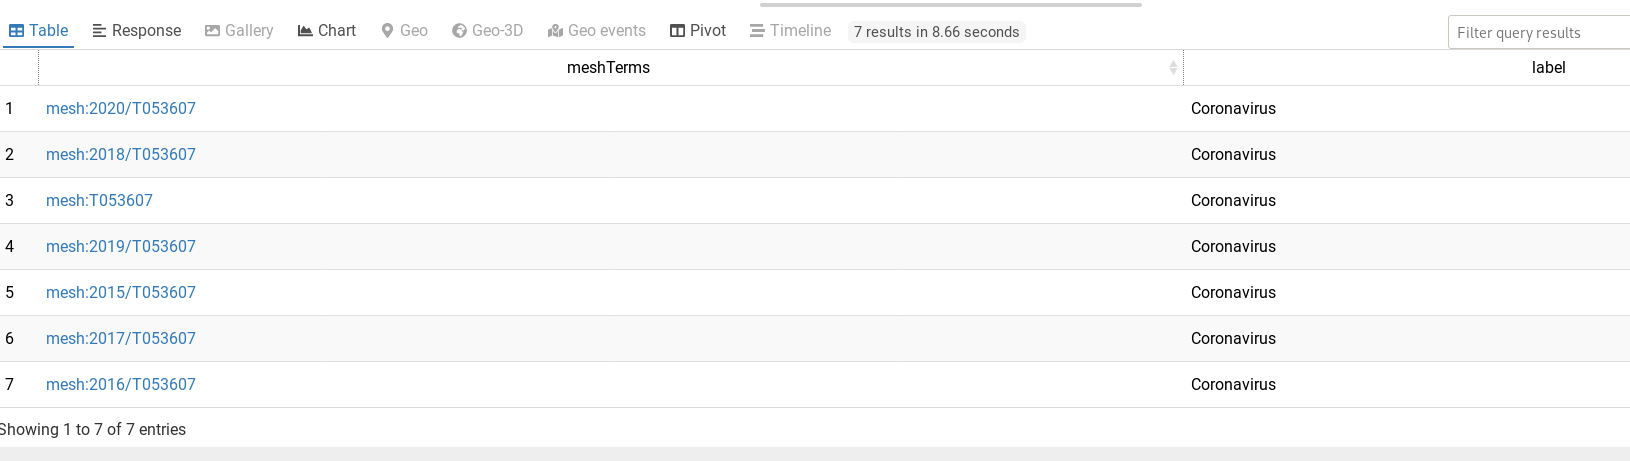 Table Response Gallery Chart Geo Geo-3D Geo events Pivot Timeline 7 results in 8.66 seconds Filter query results
meshTerms label
1 mesh:2020/T053607 Coronavirus
2 mesh:2018/T053607 Coronavirus
3 mesh:T053607 Coronavirus
4 mesh:2019/T053607 Coronavirus
5 mesh:2015/T053607 Coronavirus
6 mesh:2017/T053607 Coronavirus
7 mesh:2016/T053607 Coronavirus
Showing 1 to 7 of 7 entries